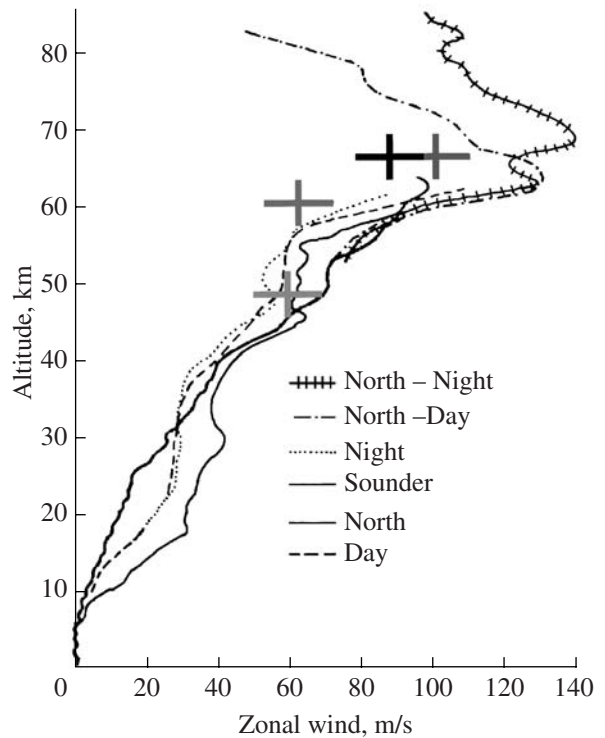 80
70
60
50
40
30
20
10
Altitude, km
North – Night
North –Day
Night
Sounder
North
Day
0 20 40 60 80 100 120 140
Zonal wind, m/s